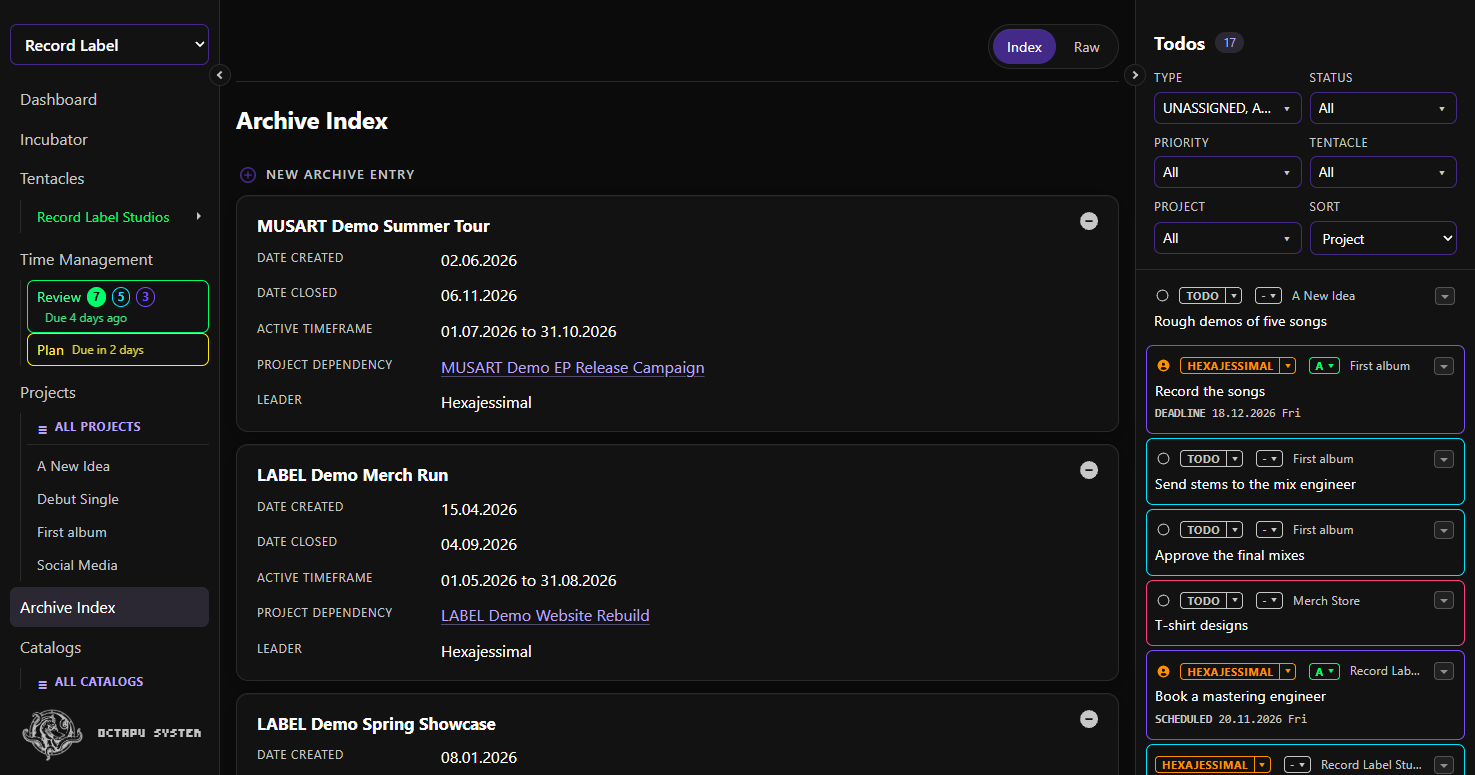 Record Label
Dashboard
Incubator
Tentacles
Record Label Studios
Time Management
Review 7 5 3
Due 4 days ago
Plan Due in 2 days
Projects
ALL PROJECTS
A New Idea
Debut Single
First album
Social Media
Archive Index
Catalogs
ALL CATALOGS
OCTAPU SYSTEM
Index Raw
Archive Index
NEW ARCHIVE ENTRY
MUSART Demo Summer Tour
DATE CREATED 02.06.2026
DATE CLOSED 06.11.2026
ACTIVE TIMEFRAME 01.07.2026 to 31.10.2026
PROJECT DEPENDENCY MUSART Demo EP Release Campaign
LEADER Hexajessimal
LABEL Demo Merch Run
DATE CREATED 15.04.2026
DATE CLOSED 04.09.2026
ACTIVE TIMEFRAME 01.05.2026 to 31.08.2026
PROJECT DEPENDENCY LABEL Demo Website Rebuild
LEADER Hexajessimal
LABEL Demo Spring Showcase
DATE CREATED 08.01.2026
Todos 17
TYPE STATUS
UNASSIGNED, A... All
PRIORITY TENTACLE
All All
PROJECT SORT
All Project
TODO - A New Idea
Rough demos of five songs
HEXAJESSIMAL A First album
Record the songs
DEADLINE 18.12.2026 Fri
TODO - First album
Send stems to the mix engineer
TODO - First album
Approve the final mixes
TODO - Merch Store
T-shirt designs
HEXAJESSIMAL A Record Lab...
Book a mastering engineer
SCHEDULED 20.11.2026 Fri
HEXAJESSIMAL - Record Label Stu...